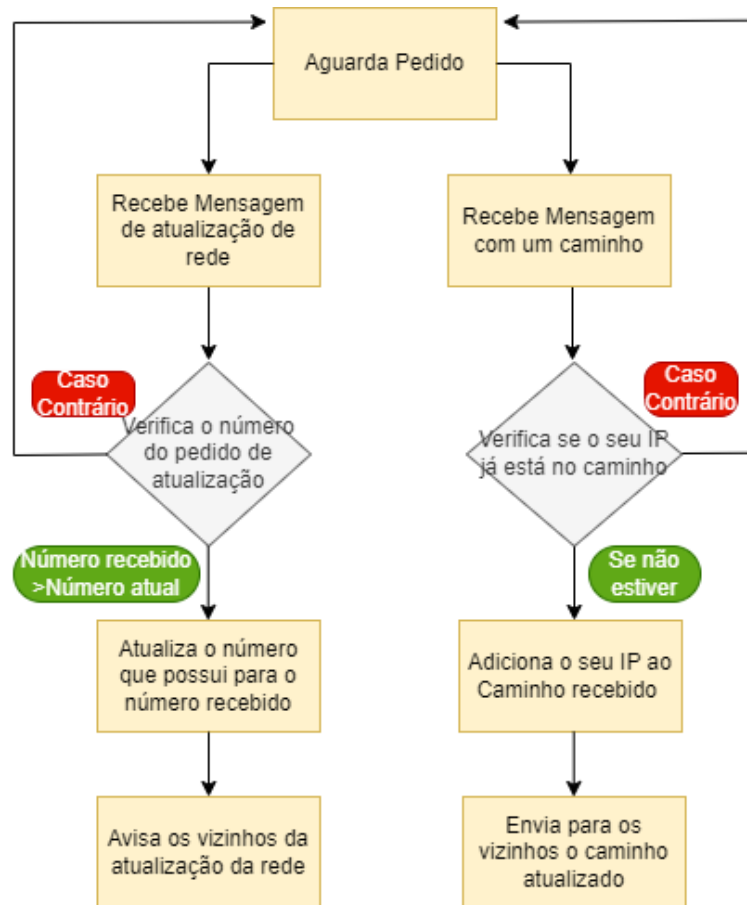 Aguarda Pedido
Recebe Mensagem
de atualização de
rede
Recebe Mensagem
com um caminho
Caso
Contrário
Verifica o número
do pedido de
atualização
Caso
Contrário
Verifica se o seu IP
já está no caminho
Número recebido
>Número atual
Se não
estiver
Atualiza o número
que possui para o
número recebido
Adiciona o seu IP ao
Caminho recebido
Avisa os vizinhos da
atualização da rede
Envia para os
vizinhos o caminho
atualizado